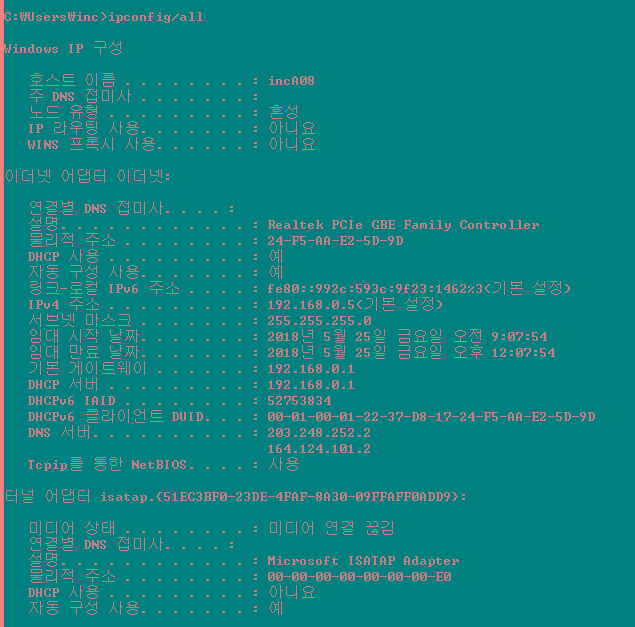 C:\Users\inc>ipconfig/all
Windows IP 구성
호스트 이름 . . . . . . . . : incA08
주 DNS 접미사 . . . . . . . :
노드 유형 . . . . . . . . . : 혼성
IP 라우팅 사용. . . . . . . : 아니요
WINS 프록시 사용. . . . . . : 아니요
이더넷 어댑터 이더넷:
연결별 DNS 접미사. . . . :
설명. . . . . . . . . . . . : Realtek PCIe GBE Family Controller
물리적 주소 . . . . . . . . : 24-F5-AA-E2-5D-9D
DHCP 사용 . . . . . . . . . : 예
자동 구성 사용. . . . . . . : 예
링크-로컬 IPv6 주소 . . . . : fe80::992c:593c:9f23:1462%3(기본 설정)
IPv4 주소 . . . . . . . . . : 192.168.0.5(기본 설정)
서브넷 마스크 . . . . . . . : 255.255.255.0
임대 시작 날짜. . . . . . . : 2018년 5월 25일 금요일 오전 9:07:54
임대 만료 날짜. . . . . . . : 2018년 5월 25일 금요일 오후 12:07:54
기본 게이트웨이 . . . . . . : 192.168.0.1
DHCP 서버 . . . . . . . . . : 192.168.0.1
DHCPv6 IAID . . . . . . . . : 52753834
DHCPv6 클라이언트 DUID. . . : 00-01-00-01-22-37-D8-17-24-F5-AA-E2-5D-9D
DNS 서버. . . . . . . . . . : 203.248.252.2
164.124.101.2
Tcpip를 통한 NetBIOS. . . . : 사용
터널 어댑터 isatap.{51EC3BF0-23DE-4FAF-8A30-09FFAFF0ADD9}:
미디어 상태 . . . . . . . . : 미디어 연결 끊김
연결별 DNS 접미사. . . . :
설명. . . . . . . . . . . . : Microsoft ISATAP Adapter
물리적 주소 . . . . . . . . : 00-00-00-00-00-00-00-E0
DHCP 사용 . . . . . . . . . : 아니요
자동 구성 사용. . . . . . . : 예